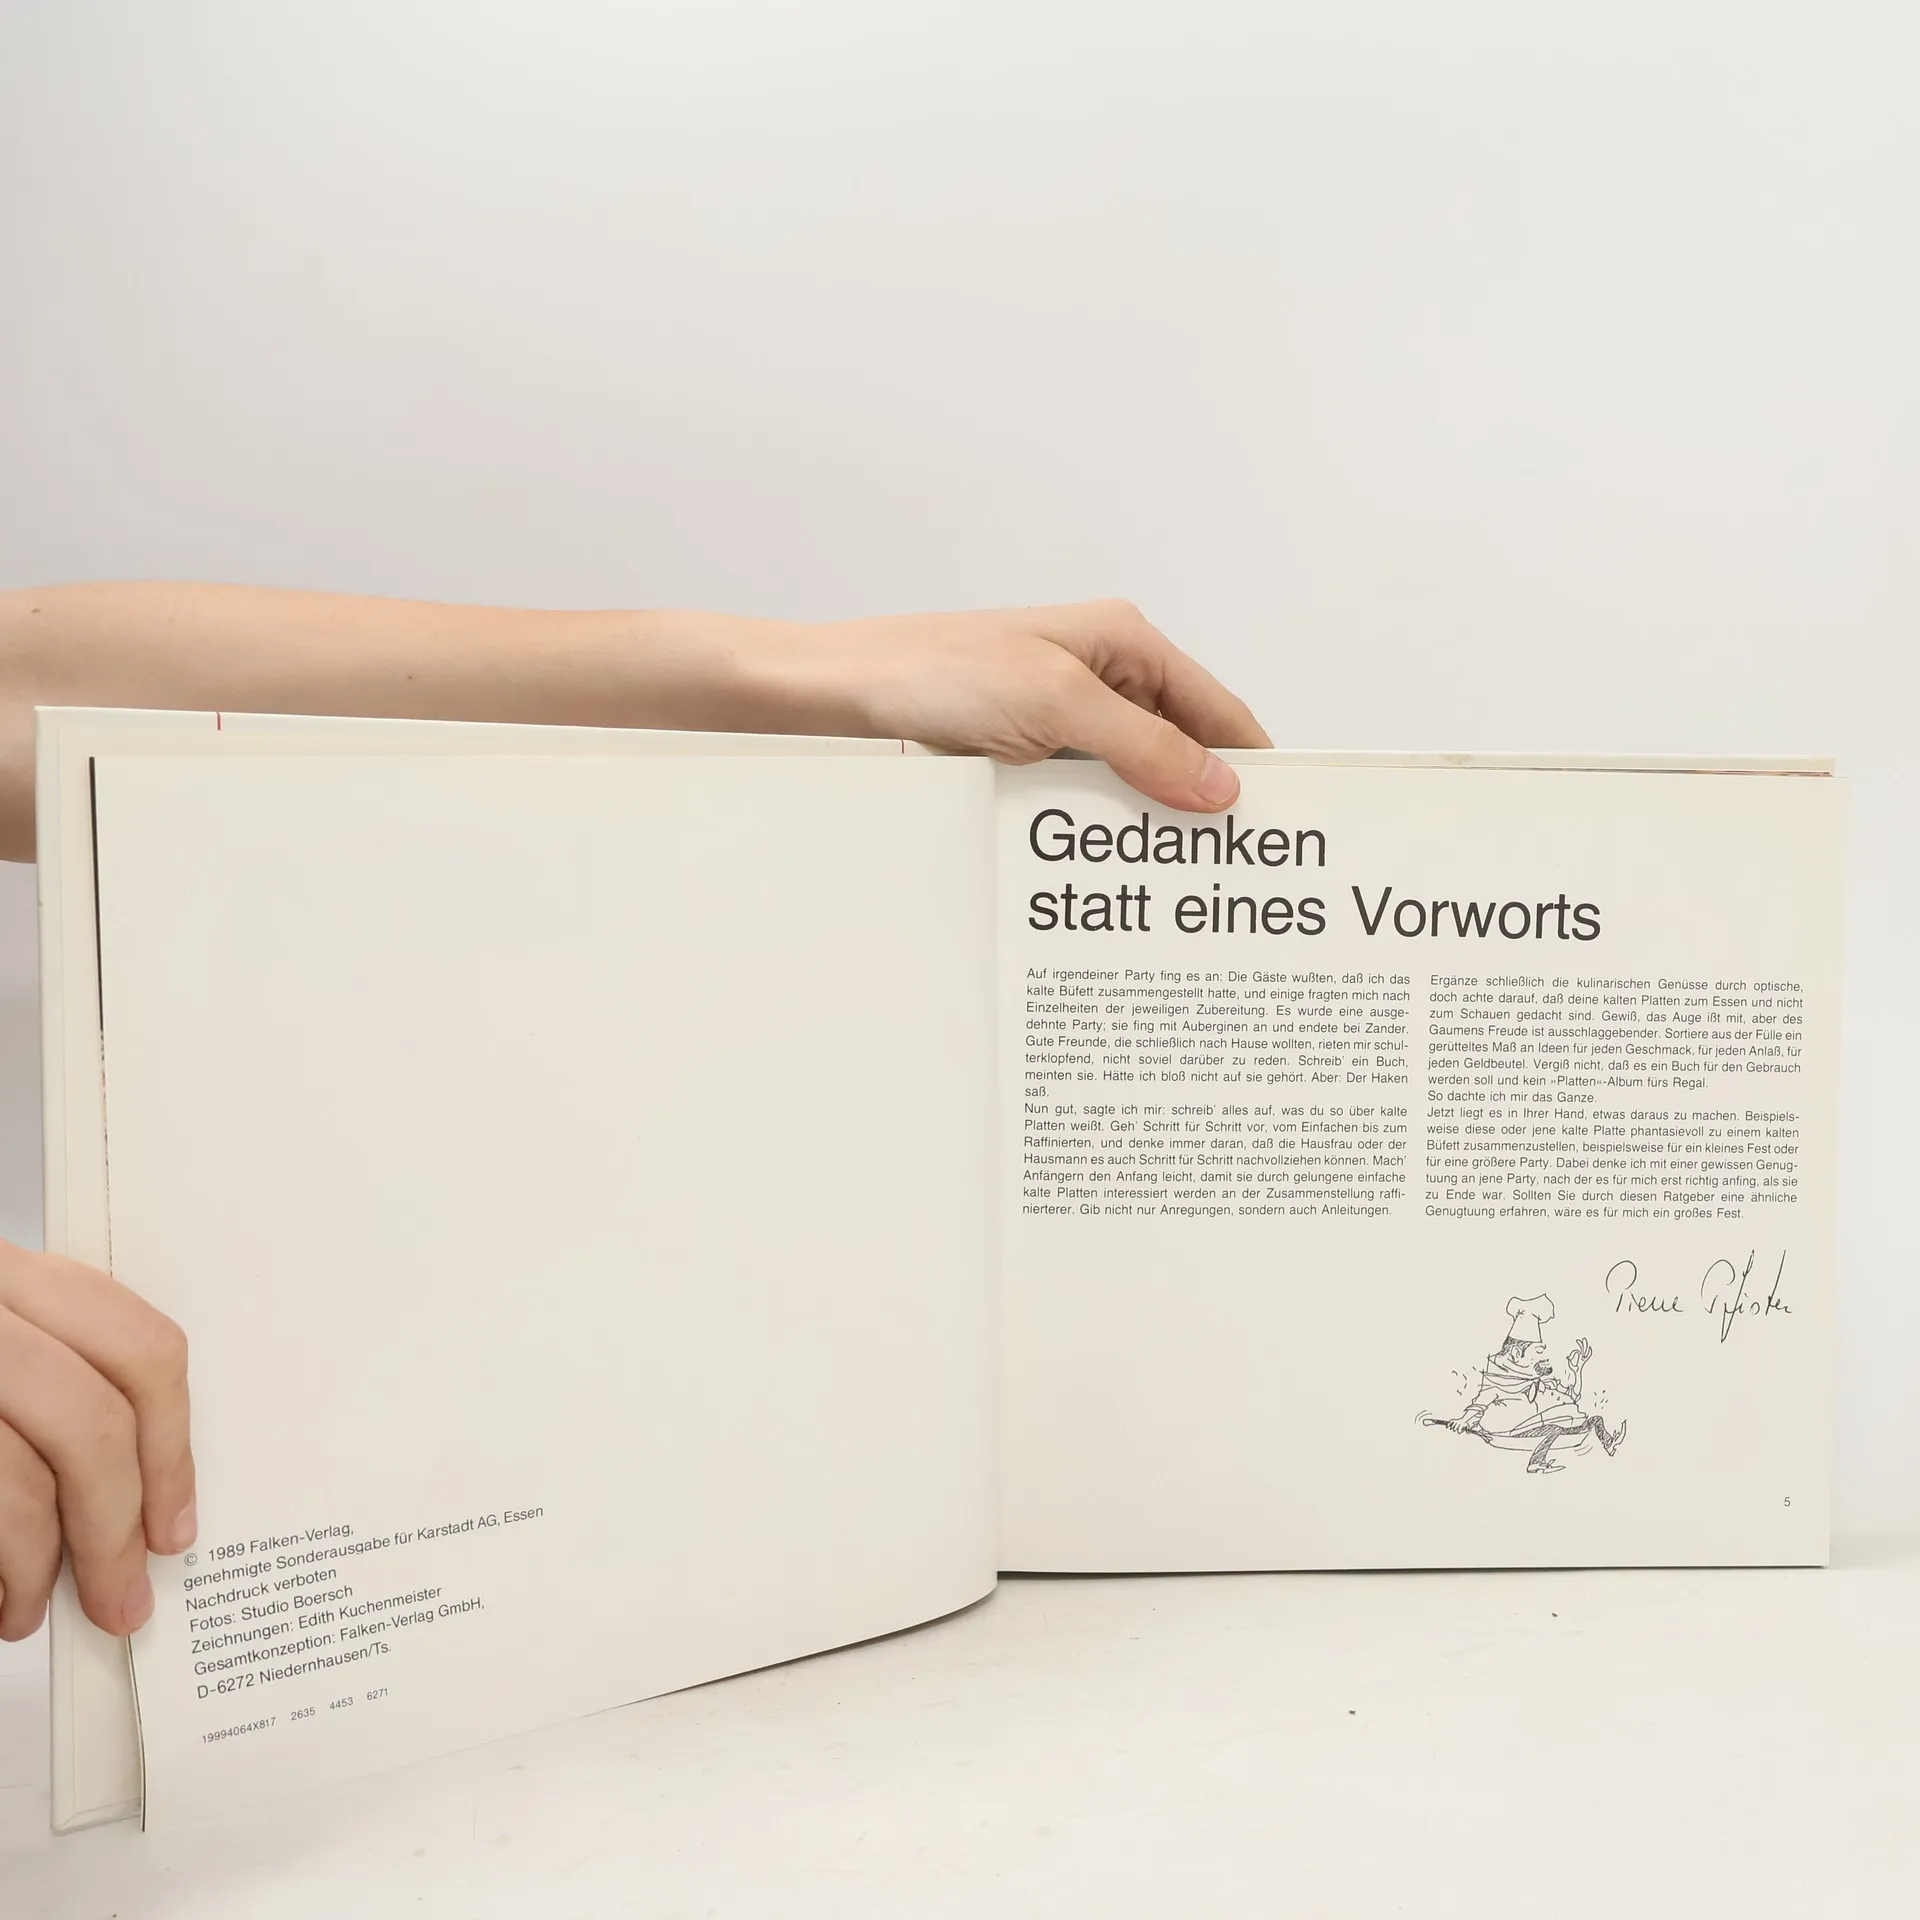 © 1989 Falken-Verlag,
genehmigte Sonderausgabe für Karstadt AG, Essen
Nachdruck verboten
Fotos: Studio Boersch
Zeichnungen: Edith Kuchenmeister
Gesamtkonzeption: Falken-Verlag GmbH,
D-6272 Niedernhausen/Ts.
19994064X817 2635 4453 6271
Gedanken
statt eines Vorworts
Auf irgendeiner Party fing es an: Die Gäste wußten, daß ich das
kalte Büfett zusammengestellt hatte, und einige fragten mich nach
Einzelheiten der jeweiligen Zubereitung. Es wurde eine ausge-
dehnte Party; sie fing mit Auberginen an und endete bei Zander.
Gute Freunde, die schließlich nach Hause wollten, rieten mir schul-
terklopfend, nicht soviel darüber zu reden. Schreib' ein Buch,
meinten sie. Hätte ich bloß nicht auf sie gehört. Aber: Der Haken
saß.
Nun gut, sagte ich mir: schreib' alles auf, was du so über kalte
Platten weißt. Geh' Schritt für Schritt vor, vom Einfachen bis zum
Raffinierten, und denke immer daran, daß die Hausfrau oder der
Hausmann es auch Schritt für Schritt nachvollziehen können. Mach'
Anfängern den Anfang leicht, damit sie durch gelungene einfache
kalte Platten interessiert werden an der Zusammenstellung raffi-
nierterer. Gib nicht nur Anregungen, sondern auch Anleitungen.
Ergänze schließlich die kulinarischen Genüsse durch optische,
doch achte darauf, daß deine kalten Platten zum Essen und nicht
zum Schauen gedacht sind. Gewiß, das Auge ißt mit, aber des
Gaumens Freude ist ausschlaggebender. Sortiere aus der Fülle ein
gerütteltes Maß an Ideen für jeden Geschmack, für jeden Anlaß, für
jeden Geldbeutel. Vergiß nicht, daß es ein Buch für den Gebrauch
werden soll und kein »Platten«-Album fürs Regal.
So dachte ich mir das Ganze.
Jetzt liegt es in Ihrer Hand, etwas daraus zu machen. Beispiels-
weise diese oder jene kalte Platte phantasievoll zu einem kalten
Büfett zusammenzustellen, beispielsweise für ein kleines Fest oder
für eine größere Party. Dabei denke ich mit einer gewissen Genug-
tuung an jene Party, nach der es für mich erst richtig anfing, als sie
zu Ende war. Sollten Sie durch diesen Ratgeber eine ähnliche
Genugtuung erfahren, wäre es für mich ein großes Fest.
Pierre Pfister
5